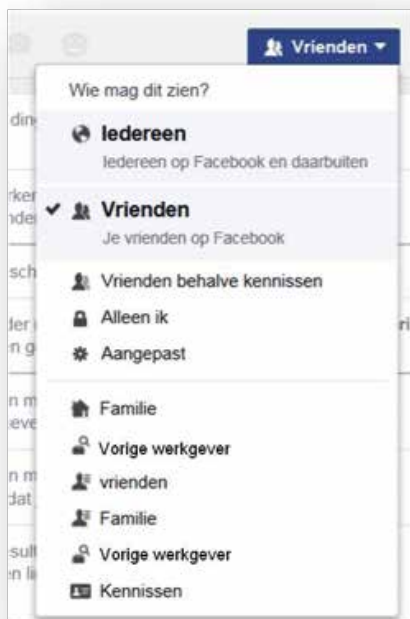 Vrienden
Wie mag dit zien?
Iedereen
Iedereen op Facebook en daarbuiten
Vrienden
Je vrienden op Facebook
Vrienden behalve kennissen
Alleen ik
Aangepast
Familie
Vorige werkgever
vrienden
Familie
Vorige werkgever
Kennissen